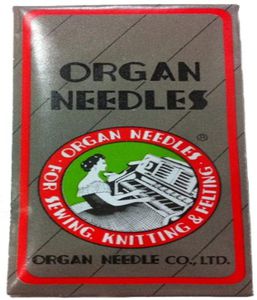 ORGAN
NEEDLES
· ORGAN NEEDLES ·
FOR SEWING, KNITTING & FELTING
®
ORGAN NEEDLE CO., LTD.